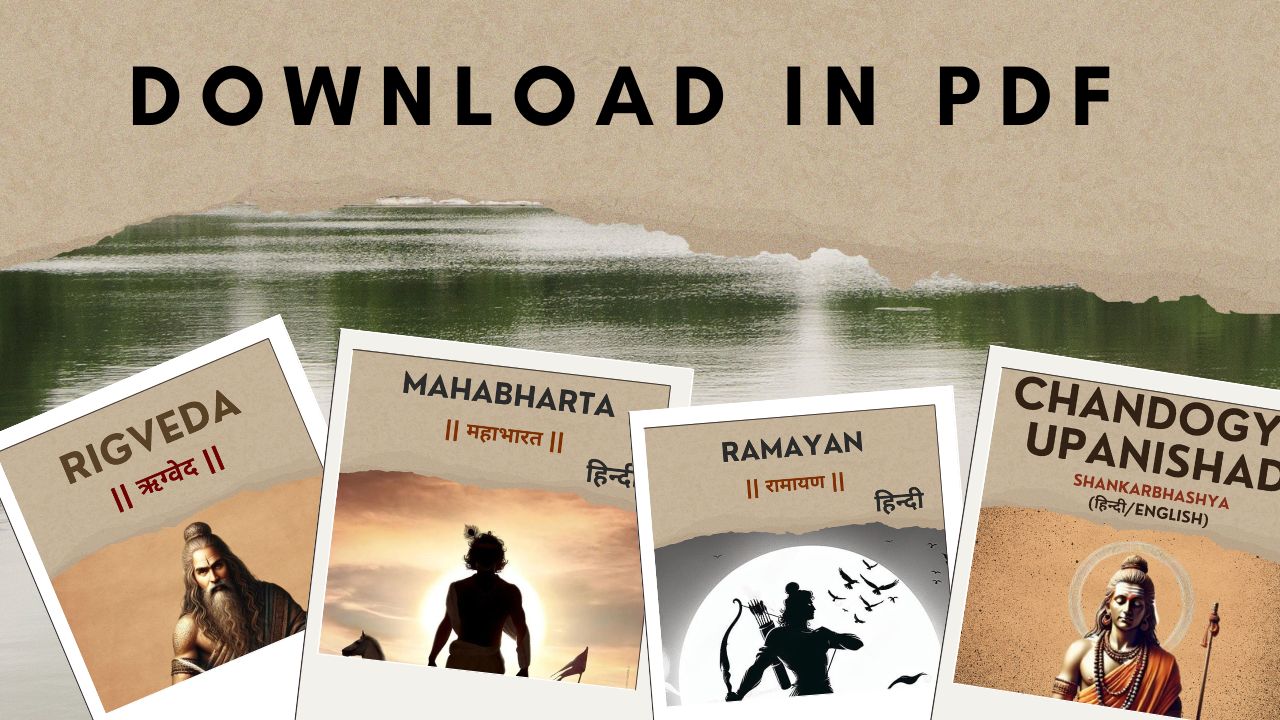 DOWNLOAD IN PDF
RIGVEDA
|| ऋग्वेद ||
MAHABHARTA
|| महाभारत ||
हिन्दी
RAMAYAN
|| रामायण ||
हिन्दी
CHANDOGY
UPANISHAD
SHANKARBHASHYA
(हिन्दी/ENGLISH)